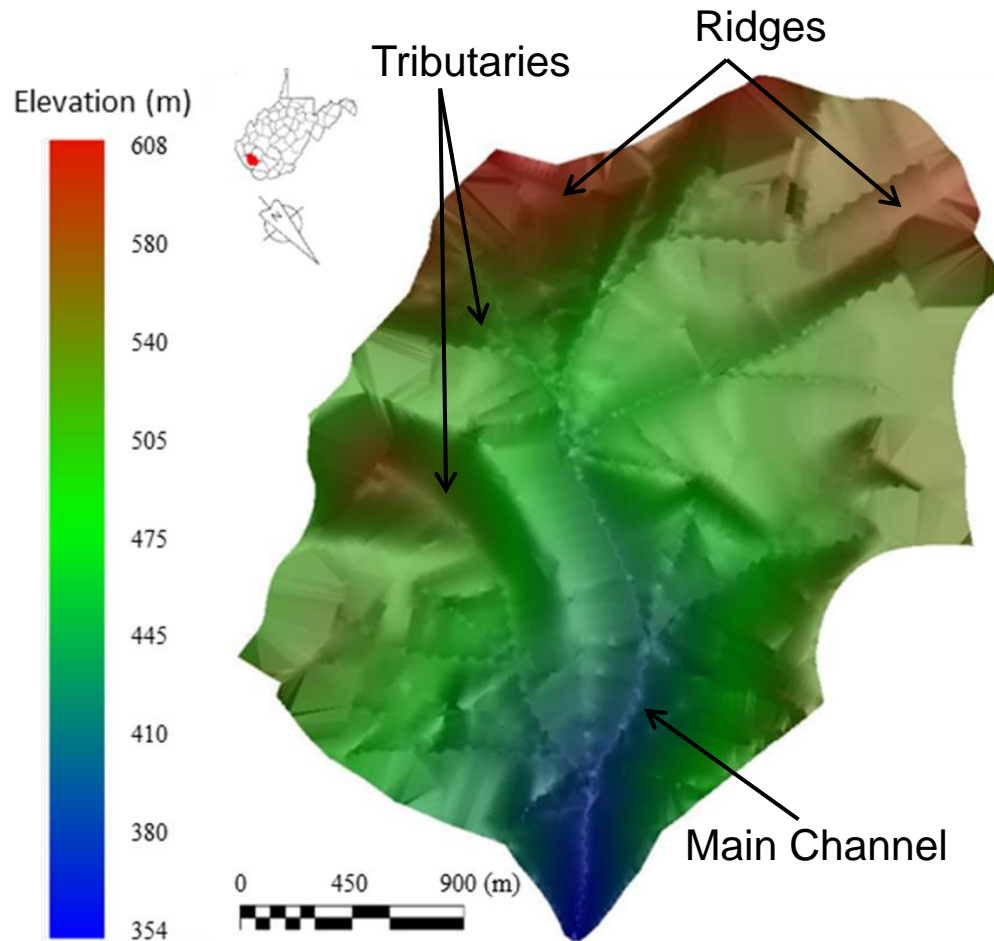 Ridges
Tributaries
Elevation (m)
608
580
540
505
475
445
410
380
354
N
Main Channel
0 450 900 (m)